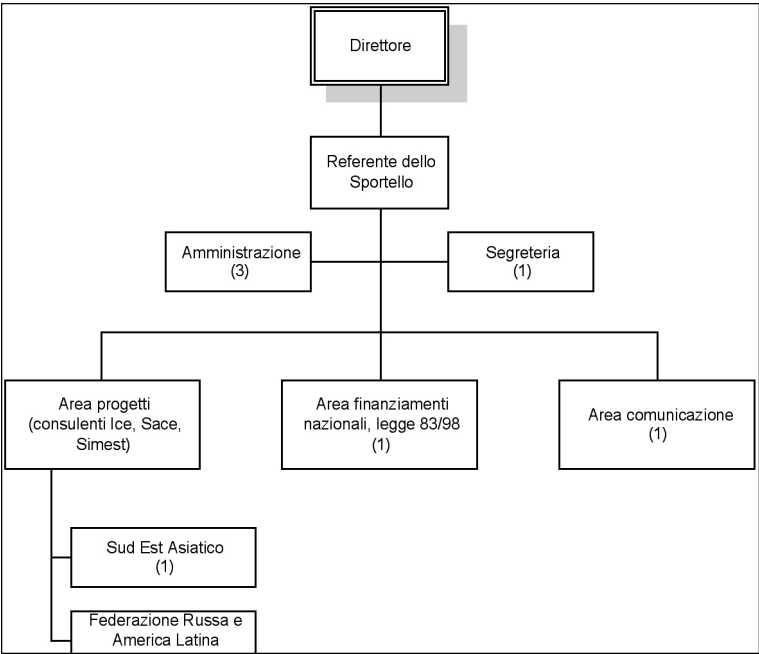 Direttore
Referente dello
Sportello
Amministrazione
(3)
Segreteria
(1)
Area progetti
(consulenti Ice, Sace,
Simest)
Area finanziamenti
nazionali, legge 83/98
(1)
Area comunicazione
(1)
Sud Est Asiatico
(1)
Federazione Russa e
America Latina